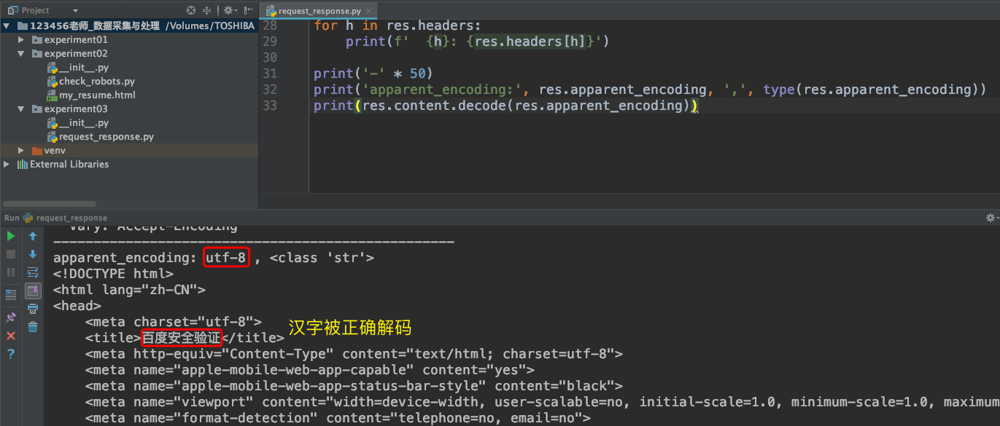 Project
123456老师_数据采集与处理 /Volumes/TOSHIBA
experiment01
experiment02
__init__.py
check_robots.py
my_resume.html
experiment03
__init__.py
request_response.py
venv
External Libraries
request_response.py
28 for h in res.headers:
29 print(f'  {h}: {res.headers[h]}')
30
31 print('-' * 50)
32 print('apparent_encoding:', res.apparent_encoding, ',', type(res.apparent_encoding))
33 print(res.content.decode(res.apparent_encoding))
Run request_response
Vary: Accept-Encoding
--------------------------------------------------
apparent_encoding: utf-8 , <class 'str'>
<!DOCTYPE html>
<html lang="zh-CN">
<head>
<meta charset="utf-8">
汉字被正确解码
<title>百度安全验证</title>
<meta http-equiv="Content-Type" content="text/html; charset=utf-8">
<meta name="apple-mobile-web-app-capable" content="yes">
<meta name="apple-mobile-web-app-status-bar-style" content="black">
<meta name="viewport" content="width=device-width, user-scalable=no, initial-scale=1.0, minimum-scale=1.0, maximum
<meta name="format-detection" content="telephone=no, email=no">